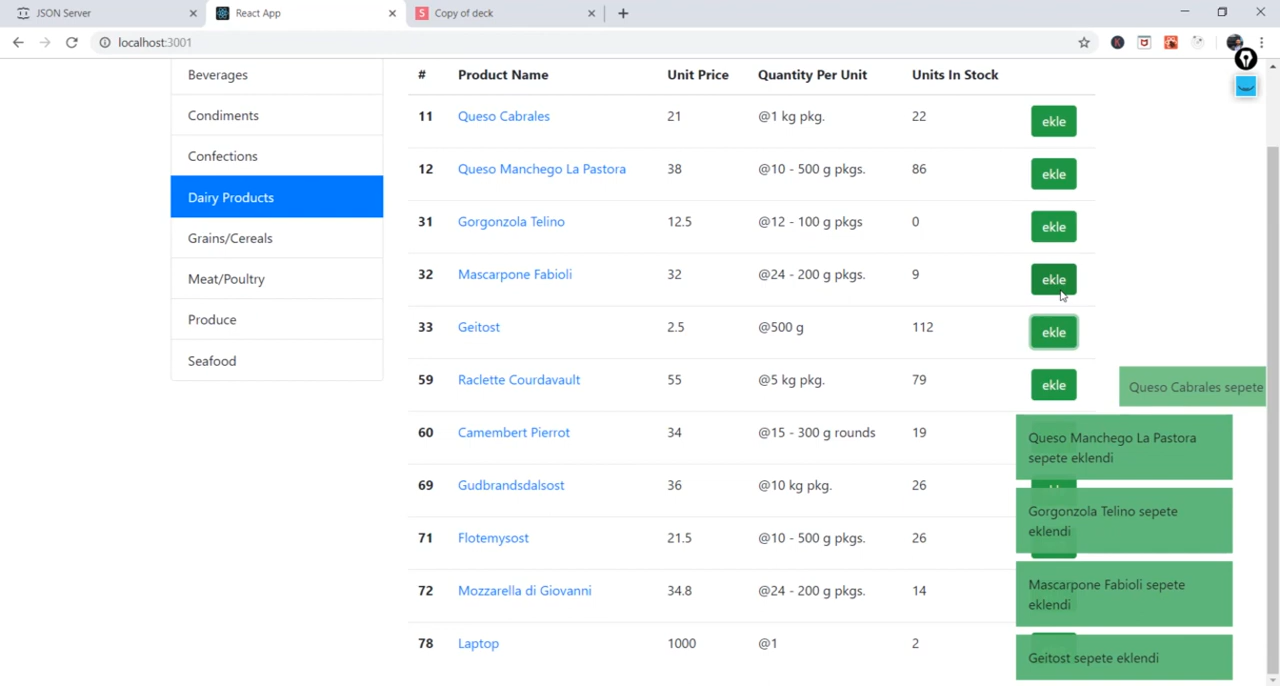 JSON Server
React App
Copy of deck
localhost:3001
Beverages
Condiments
Confections
Dairy Products
Grains/Cereals
Meat/Poultry
Produce
Seafood
# Product Name Unit Price Quantity Per Unit Units In Stock
11 Queso Cabrales 21 @1 kg pkg. 22 ekle
12 Queso Manchego La Pastora 38 @10 - 500 g pkgs. 86 ekle
31 Gorgonzola Telino 12.5 @12 - 100 g pkgs 0 ekle
32 Mascarpone Fabioli 32 @24 - 200 g pkgs. 9 ekle
33 Geitost 2.5 @500 g 112 ekle
59 Raclette Courdavault 55 @5 kg pkg. 79 ekle
60 Camembert Pierrot 34 @15 - 300 g rounds 19
69 Gudbrandsdalsost 36 @10 kg pkg. 26
71 Flotemysost 21.5 @10 - 500 g pkgs. 26
72 Mozzarella di Giovanni 34.8 @24 - 200 g pkgs. 14
78 Laptop 1000 @1 2
Queso Cabrales sepete
Queso Manchego La Pastora
sepete eklendi
Gorgonzola Telino sepete
eklendi
Mascarpone Fabioli sepete
eklendi
Geitost sepete eklendi